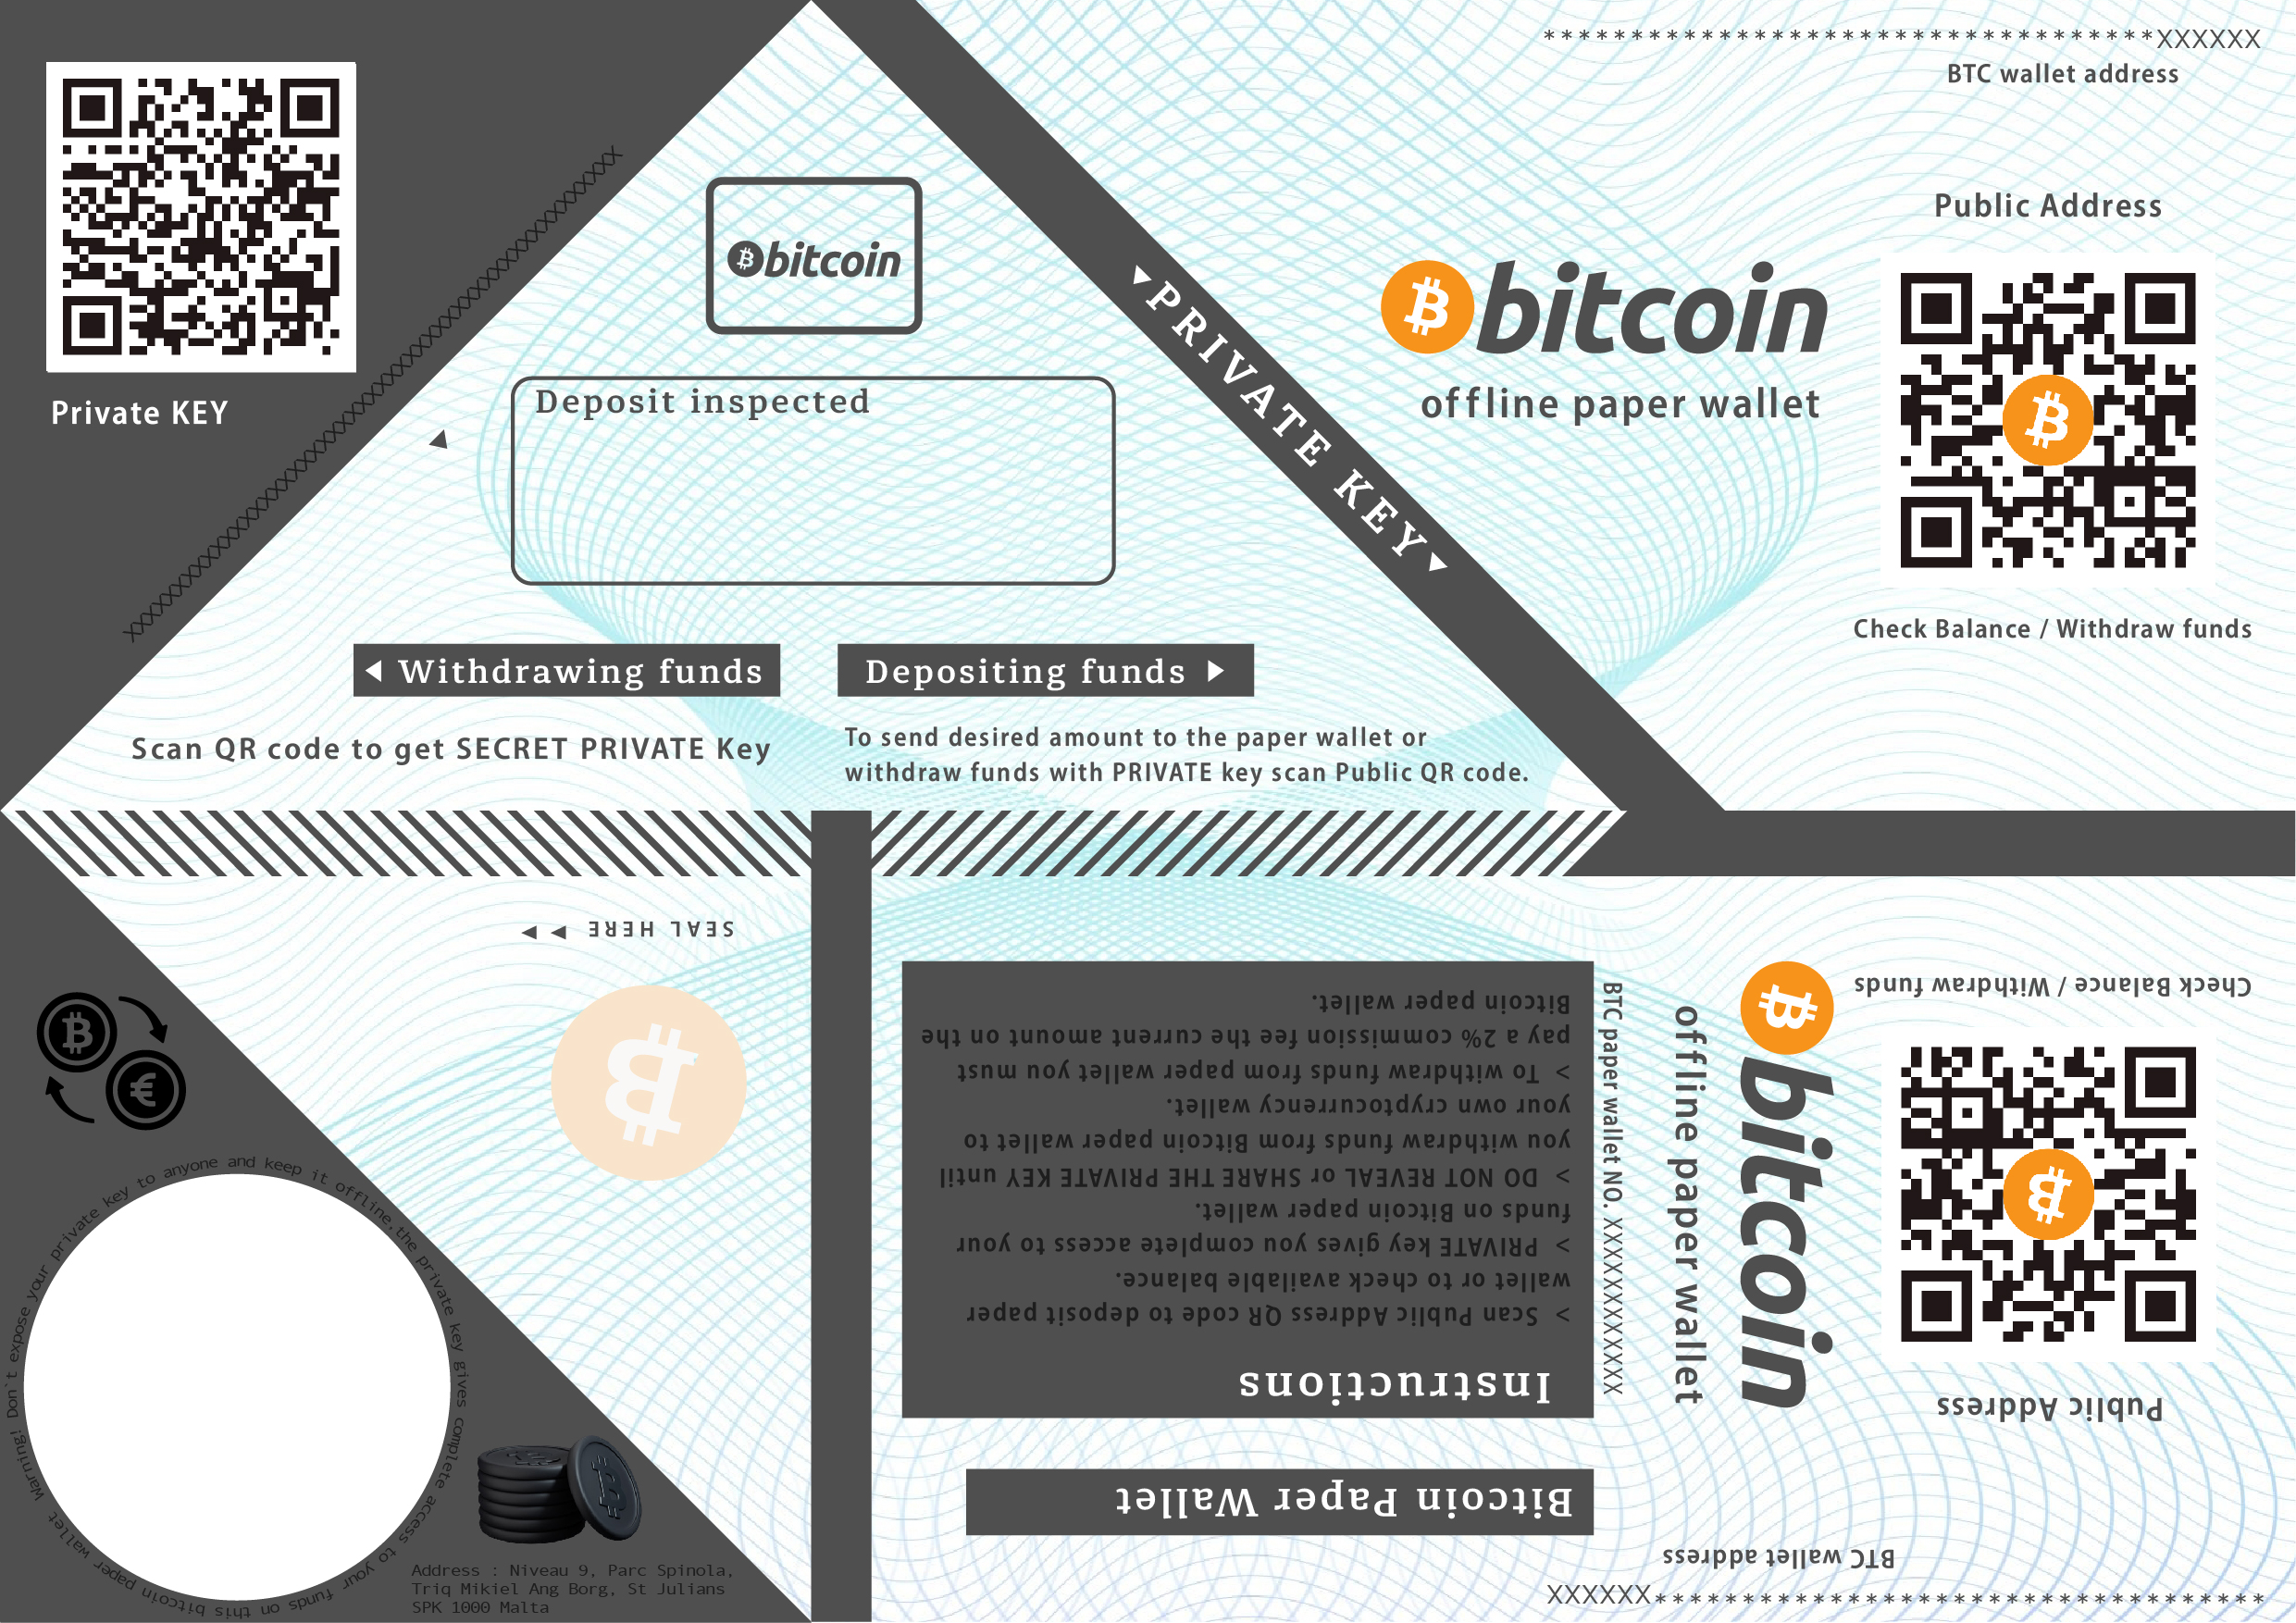 ***********************************XXXXXX
BTC wallet address
Public Address
bitcoin
offline paper wallet
Check Balance / Withdraw funds
PRIVATE KEY
Private KEY
bitcoin
Deposit inspected
Withdrawing funds
Depositing funds
Scan QR code to get SECRET PRIVATE Key
To send desired amount to the paper wallet or
withdraw funds with PRIVATE key scan Public QR code.
SEAL HERE
Bitcoin Paper Wallet
Instructions
> Scan Public Address QR code to deposit paper
wallet or to check available balance.
> PRIVATE key gives you complete access to your
funds on Bitcoin paper wallet.
> DO NOT REVEAL or SHARE THE PRIVATE KEY until
you withdraw funds from Bitcoin paper wallet to
your own cryptocurrency wallet.
> To withdraw funds from paper wallet you must
pay a 2% commission fee the current amount on the
Bitcoin paper wallet.
BTC paper wallet NO. XXXXXXXXXXXXXX
offline paper wallet
bitcoin
Public Address
Check Balance / Withdraw funds
BTC wallet address
***********************************XXXXXX
Warning! Don`t expose your private key to anyone and keep it offline,the private key gives complete access to your funds on this bitcoin paper wallet
Address : Niveau 9, Parc Spinola,
Triq Mikiel Ang Borg, St Julians
SPK 1000 Malta